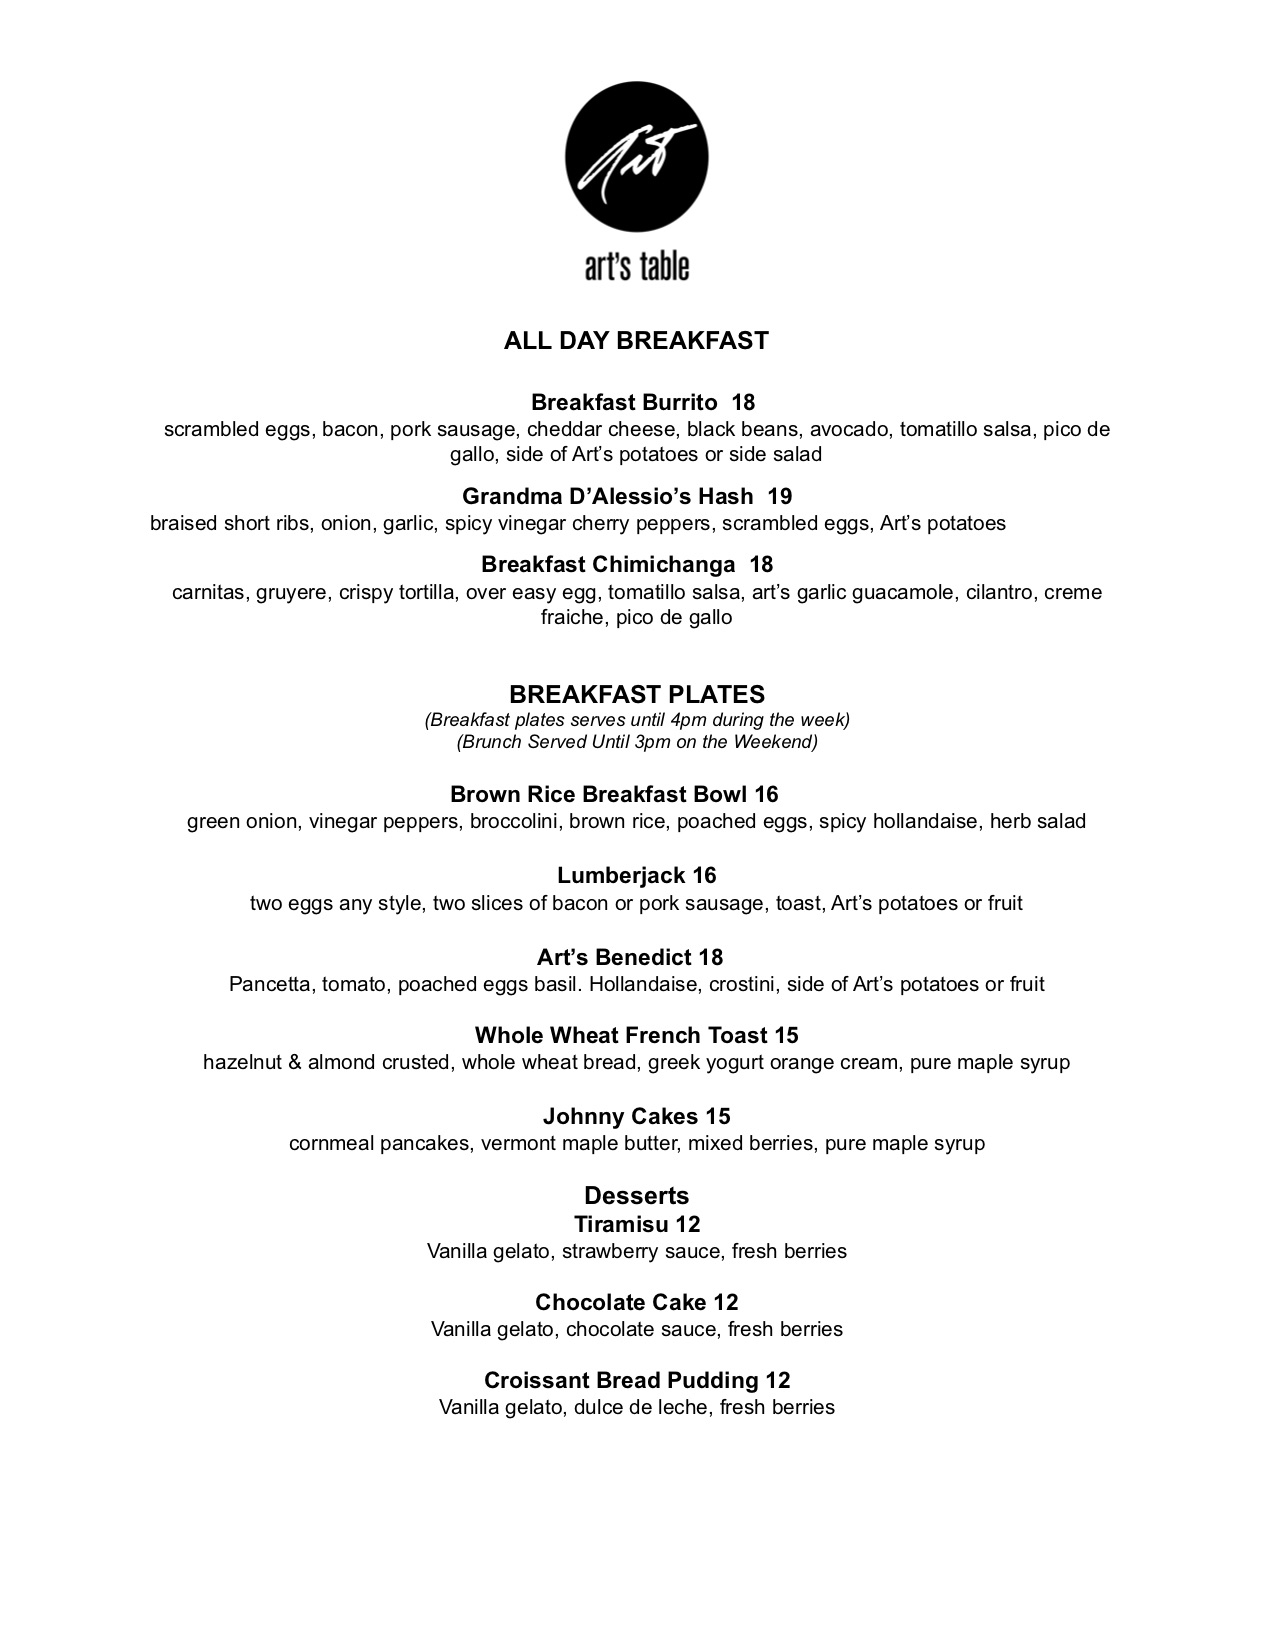 Art
art's table
ALL DAY BREAKFAST
Breakfast Burrito  18
scrambled eggs, bacon, pork sausage, cheddar cheese, black beans, avocado, tomatillo salsa, pico de
gallo, side of Art’s potatoes or side salad
Grandma D’Alessio’s Hash  19
braised short ribs, onion, garlic, spicy vinegar cherry peppers, scrambled eggs, Art’s potatoes
Breakfast Chimichanga  18
carnitas, gruyere, crispy tortilla, over easy egg, tomatillo salsa, art’s garlic guacamole, cilantro, creme
fraiche, pico de gallo
BREAKFAST PLATES
(Breakfast plates serves until 4pm during the week)
(Brunch Served Until 3pm on the Weekend)
Brown Rice Breakfast Bowl 16
green onion, vinegar peppers, broccolini, brown rice, poached eggs, spicy hollandaise, herb salad
Lumberjack 16
two eggs any style, two slices of bacon or pork sausage, toast, Art’s potatoes or fruit
Art’s Benedict 18
Pancetta, tomato, poached eggs basil. Hollandaise, crostini, side of Art’s potatoes or fruit
Whole Wheat French Toast 15
hazelnut & almond crusted, whole wheat bread, greek yogurt orange cream, pure maple syrup
Johnny Cakes 15
cornmeal pancakes, vermont maple butter, mixed berries, pure maple syrup
Desserts
Tiramisu 12
Vanilla gelato, strawberry sauce, fresh berries
Chocolate Cake 12
Vanilla gelato, chocolate sauce, fresh berries
Croissant Bread Pudding 12
Vanilla gelato, dulce de leche, fresh berries